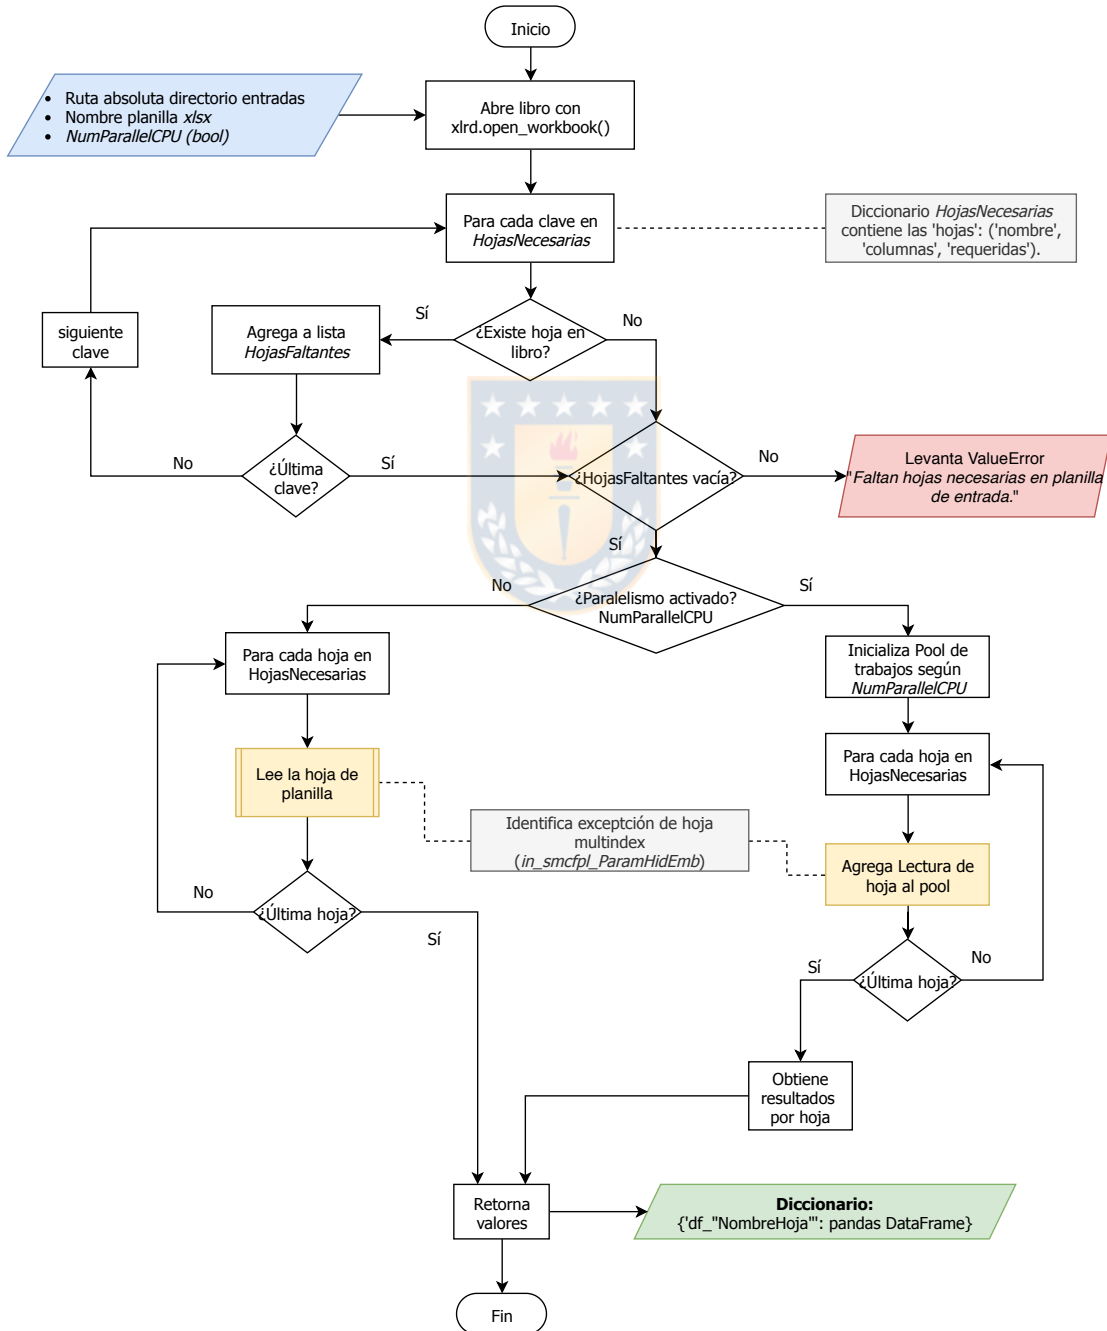 Inicio
• Ruta absoluta directorio entradas
• Nombre planilla xlsx
• NumParallelCPU (bool)
Abre libro con
xlrd.open_workbook()
Para cada clave en
HojasNecesarias
Diccionario HojasNecesarias
contiene las 'hojas': ('nombre',
'columnas', 'requeridas').
siguiente
clave
Agrega a lista
HojasFaltantes
Sí
¿Existe hoja en
libro?
No
No
¿Última
clave?
Sí
¿HojasFaltantes vacía?
No
Levanta ValueError
"Faltan hojas necesarias en planilla
de entrada."
Sí
No
¿Paralelismo activado?
NumParallelCPU
Sí
Para cada hoja en
HojasNecesarias
Inicializa Pool de
trabajos según
NumParallelCPU
Lee la hoja de
planilla
Para cada hoja en
HojasNecesarias
Identifica exceptción de hoja
multindex
(in_smcfpl_ParamHidEmb)
Agrega Lectura de
hoja al pool
No
¿Última hoja?
Sí
Sí
¿Última hoja?
No
Obtiene
resultados
por hoja
Retorna
valores
Diccionario:
{'df_"NombreHoja"': pandas DataFrame}
Fin